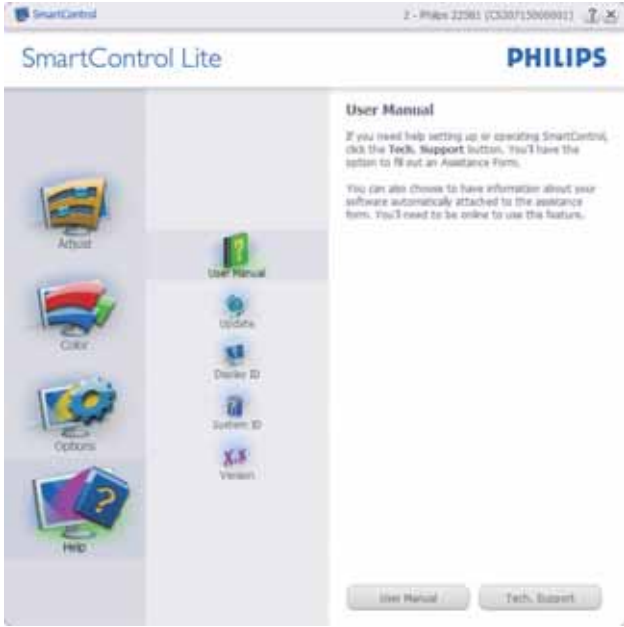 SmartControl
2 - Philips 225B1
SmartControl Lite
PHILIPS
Adjust
Color
Options
Help
User Manual
Update
Display ID
System ID
X.X
Version
User Manual
If you need help setting up or operating SmartControl,
click the Tech. Support button. You'll have the
option to fill out an Assistance Form.
You can also choose to have information about your
software automatically attached to the assistance
form. You'll need to be online to use this feature.
User Manual
Tech. Support